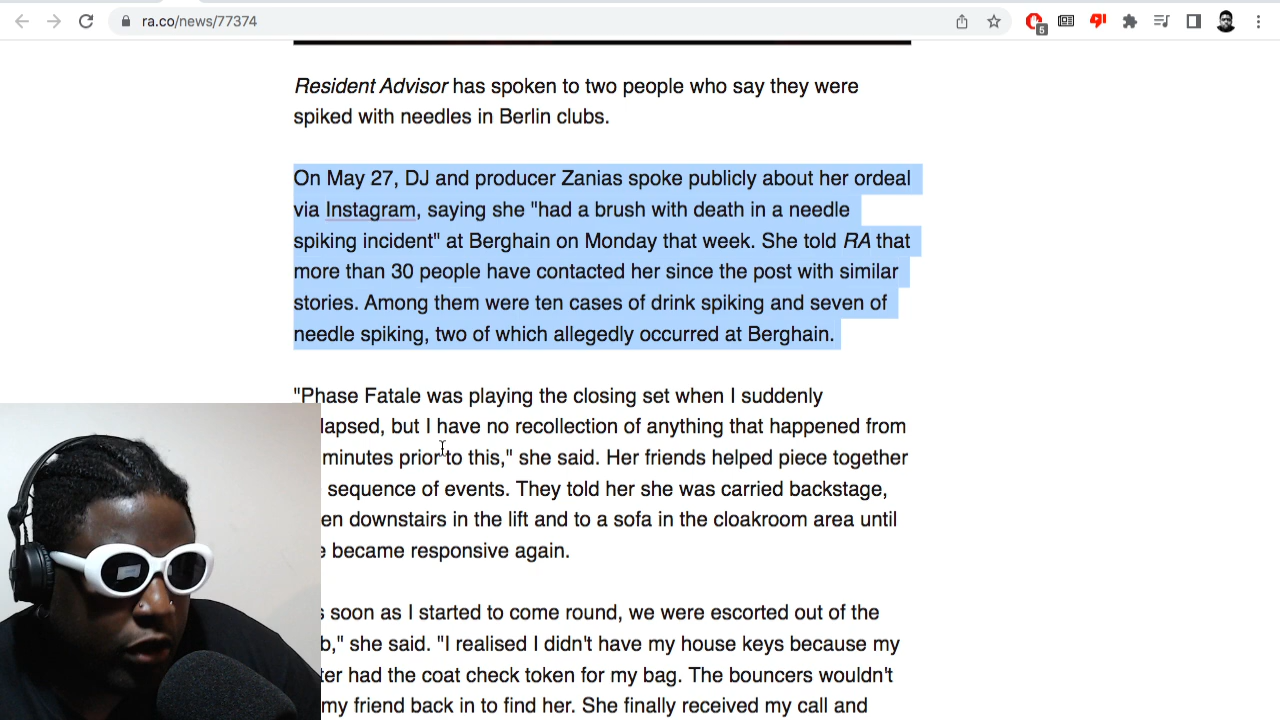 ra.co/news/77374
5
Resident Advisor has spoken to two people who say they were
spiked with needles in Berlin clubs.
On May 27, DJ and producer Zanias spoke publicly about her ordeal
via Instagram, saying she "had a brush with death in a needle
spiking incident" at Berghain on Monday that week. She told RA that
more than 30 people have contacted her since the post with similar
stories. Among them were ten cases of drink spiking and seven of
needle spiking, two of which allegedly occurred at Berghain.
"Phase Fatale was playing the closing set when I suddenly
lapsed, but I have no recollection of anything that happened from
minutes prior to this," she said. Her friends helped piece together
sequence of events. They told her she was carried backstage,
en downstairs in the lift and to a sofa in the cloakroom area until
e became responsive again.
s soon as I started to come round, we were escorted out of the
b," she said. "I realised I didn't have my house keys because my
ter had the coat check token for my bag. The bouncers wouldn't
my friend back in to find her. She finally received my call and